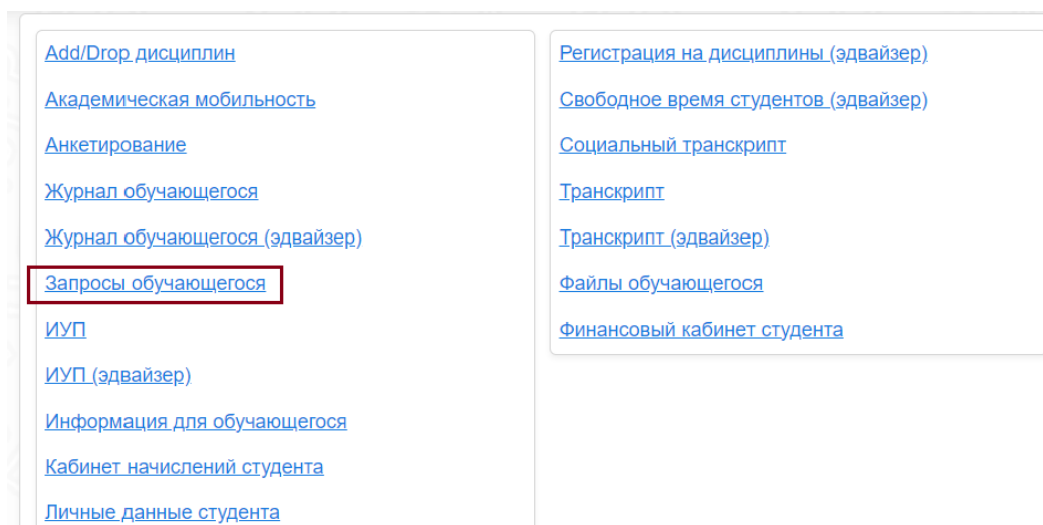 Add/Drop дисциплин
Академическая мобильность
Анкетирование
Журнал обучающегося
Журнал обучающегося (эдвайзер)
Запросы обучающегося
ИУП
ИУП (эдвайзер)
Информация для обучающегося
Кабинет начислений студента
Личные данные студента
Регистрация на дисциплины (эдвайзер)
Свободное время студентов (эдвайзер)
Социальный транскрипт
Транскрипт
Транскрипт (эдвайзер)
Файлы обучающегося
Финансовый кабинет студента